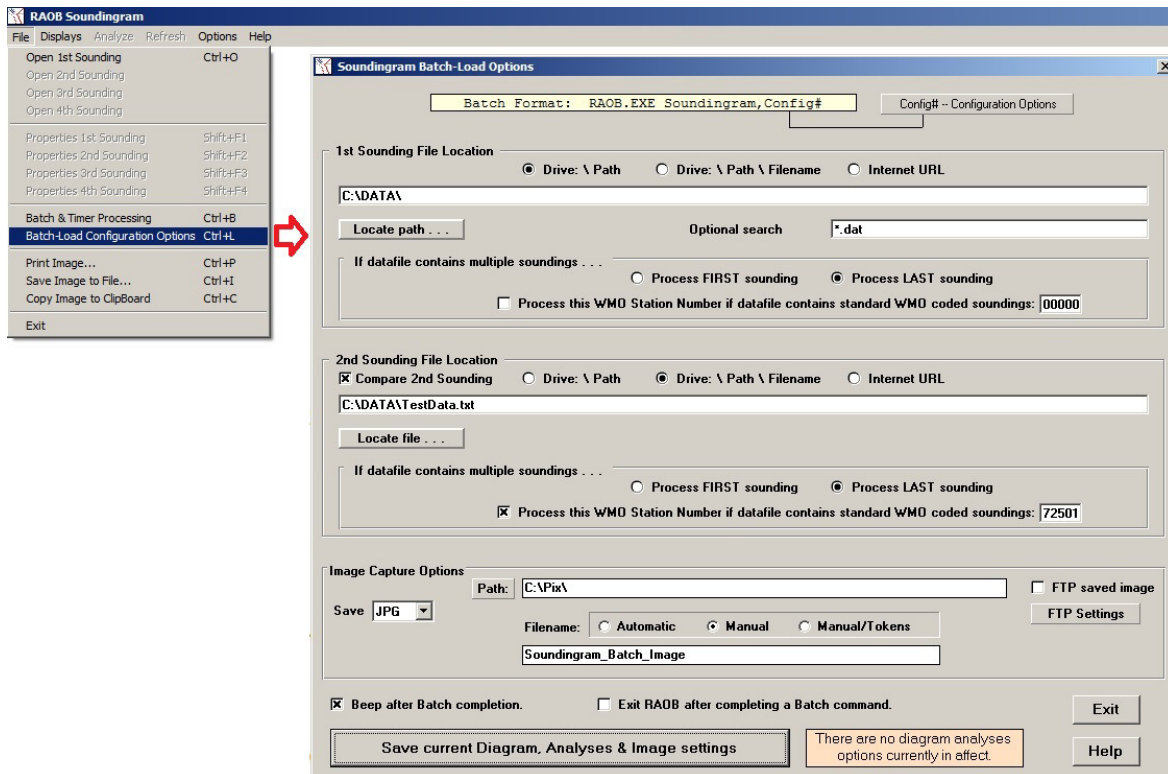 RAOB Soundingram
File Displays Analyze Refresh Options Help
Open 1st Sounding Ctrl+O
Open 2nd Sounding
Open 3rd Sounding
Open 4th Sounding
Properties 1st Sounding Shift+F1
Properties 2nd Sounding Shift+F2
Properties 3rd Sounding Shift+F3
Properties 4th Sounding Shift+F4
Batch & Timer Processing Ctrl+B
Batch-Load Configuration Options Ctrl+L
Print Image... Ctrl+P
Save Image to File... Ctrl+I
Copy Image to ClipBoard Ctrl+C
Exit
Soundingram Batch-Load Options
Batch Format: RAOB.EXE Soundingram,Config#
Config# -- Configuration Options
1st Sounding File Location
Drive: \ Path Drive: \ Path \ Filename Internet URL
C:\DATA\
Locate path . . . Optional search *.dat
If datafile contains multiple soundings . . .
Process FIRST sounding Process LAST sounding
Process this WMO Station Number if datafile contains standard WMO coded soundings: 00000
2nd Sounding File Location
Compare 2nd Sounding Drive: \ Path Drive: \ Path \ Filename Internet URL
C:\DATA\TestData.txt
Locate file . . .
If datafile contains multiple soundings . . .
Process FIRST sounding Process LAST sounding
Process this WMO Station Number if datafile contains standard WMO coded soundings: 72501
Image Capture Options
Path: C:\Pix\ FTP saved image
Save JPG FTP Settings
Filename: Automatic Manual Manual/Tokens
Soundingram_Batch_Image
Beep after Batch completion. Exit RAOB after completing a Batch command. Exit
Save current Diagram, Analyses & Image settings
There are no diagram analyses
options currently in affect.
Help